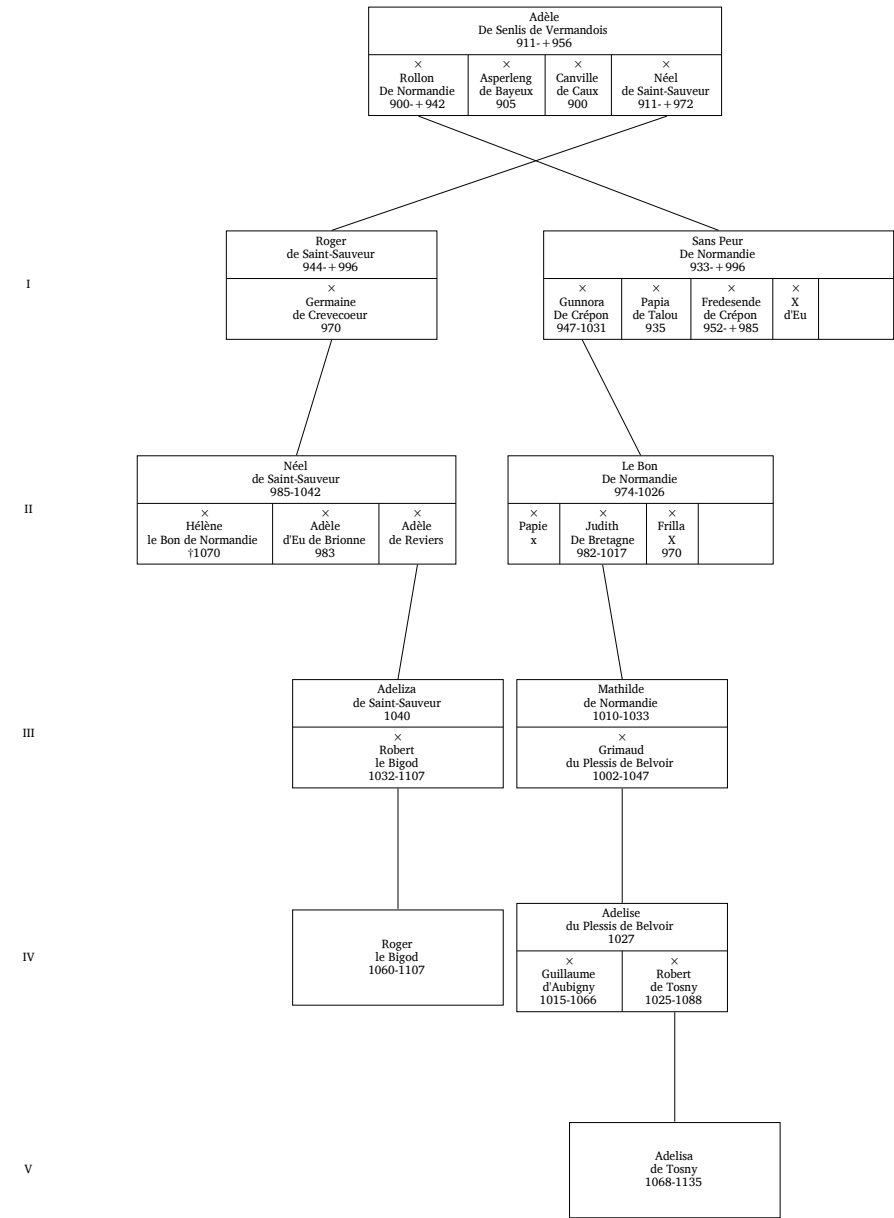 Adèle
De Senlis de Vermandois
911-+956
×
Rollon
De Normandie
900-+942
×
Asperleng
de Bayeux
905
×
Canville
de Caux
900
×
Néel
de Saint-Sauveur
911-+972
I
Roger
de Saint-Sauveur
944-+996
×
Germaine
de Crevecoeur
970
Sans Peur
De Normandie
933-+996
×
Gunnora
De Crépon
947-1031
×
Papia
de Talou
935
×
Fredesende
de Crépon
952-+985
×
X
d'Eu
II
Néel
de Saint-Sauveur
985-1042
×
Hélène
le Bon de Normandie
†1070
×
Adèle
d'Eu de Brionne
983
×
Adèle
de Reviers
Le Bon
De Normandie
974-1026
×
Papie
x
×
Judith
De Bretagne
982-1017
×
Frilla
X
970
III
Adeliza
de Saint-Sauveur
1040
×
Robert
le Bigod
1032-1107
Mathilde
de Normandie
1010-1033
×
Grimaud
du Plessis de Belvoir
1002-1047
IV
Roger
le Bigod
1060-1107
Adelise
du Plessis de Belvoir
1027
×
Guillaume
d'Aubigny
1015-1066
×
Robert
de Tosny
1025-1088
V
Adelisa
de Tosny
1068-1135